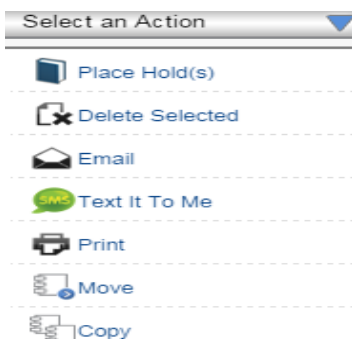 Select an Action
Place Hold(s)
Delete Selected
Email
SMS Text It To Me
Print
Move
Copy